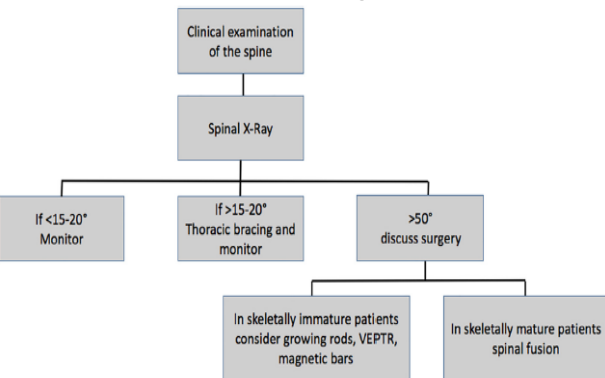 Clinical examination
of the spine
Spinal X-Ray
If <15-20°
Monitor
If >15-20°
Thoracic bracing and
monitor
>50°
discuss surgery
In skeletally immature patients
consider growing rods, VEPTR,
magnetic bars
In skeletally mature patients
spinal fusion